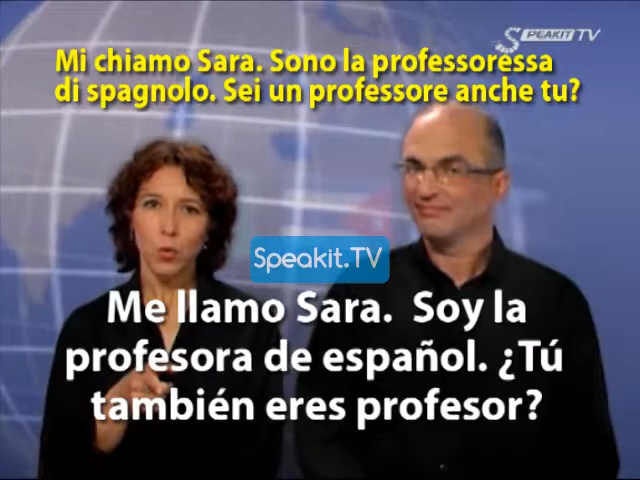 SPEAKIT TV
Mi chiamo Sara. Sono la professoressa
di spagnolo. Sei un professore anche tu?
Speakit.TV
Me llamo Sara.  Soy la
profesora de español. ¿Tú
también eres profesor?